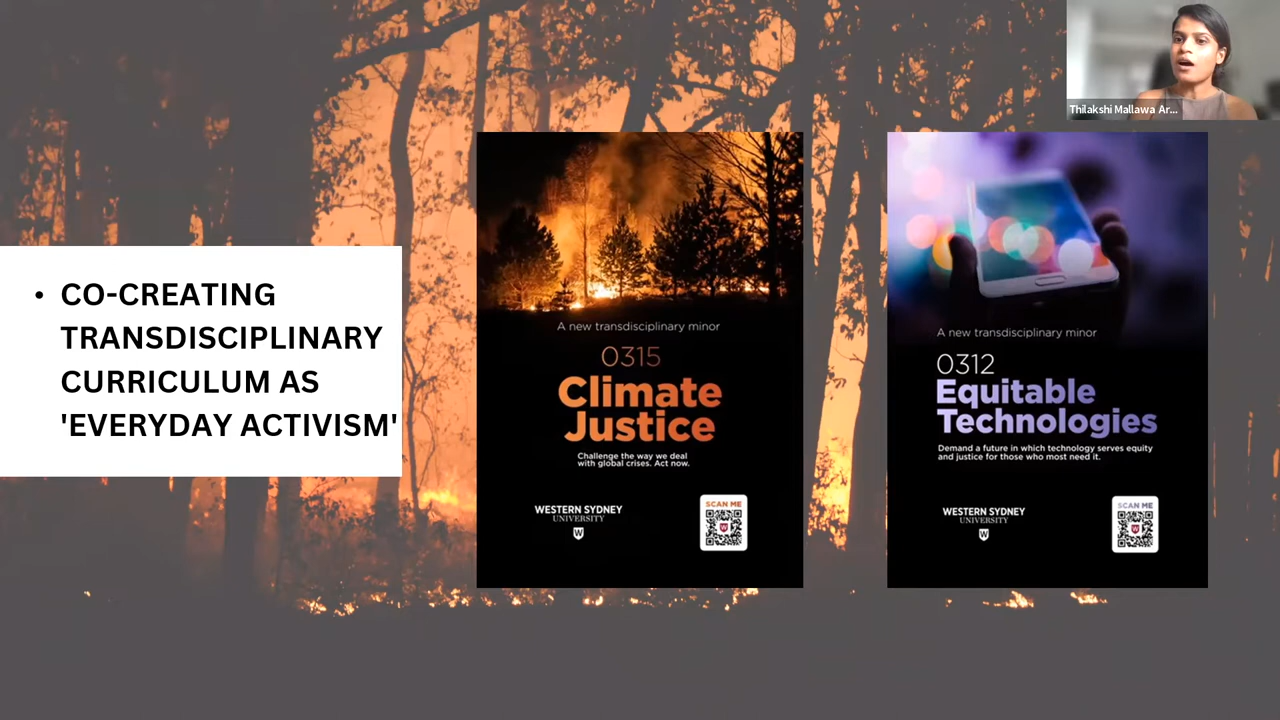 Thilakshi Mallawa Ar...
• CO-CREATING
TRANSDISCIPLINARY
CURRICULUM AS
'EVERYDAY ACTIVISM'
A new transdisciplinary minor
0315
Climate
Justice
Challenge the way we deal
with global crises. Act now.
WESTERN SYDNEY
UNIVERSITY
W
SCAN ME
A new transdisciplinary minor
0312
Equitable
Technologies
Demand a future in which technology serves equity
and justice for those who most need it.
WESTERN SYDNEY
UNIVERSITY
W
SCAN ME